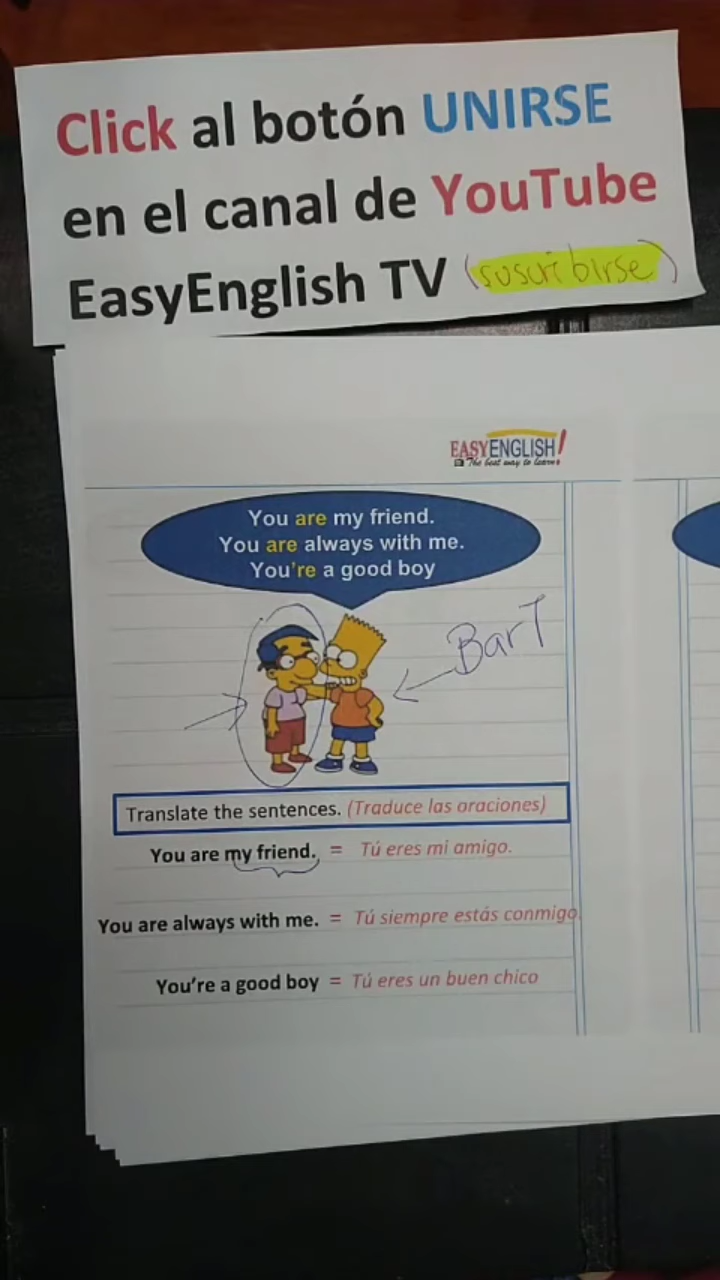 Click al botón UNIRSE
en el canal de YouTube
EasyEnglish TV (suscribirse)
EASYENGLISH!
The best way to learn
You are my friend.
You are always with me.
You're a good boy
BarT
Translate the sentences. (Traduce las oraciones)
You are my friend. = Tú eres mi amigo.
You are always with me. = Tú siempre estás conmigo.
You're a good boy = Tú eres un buen chico